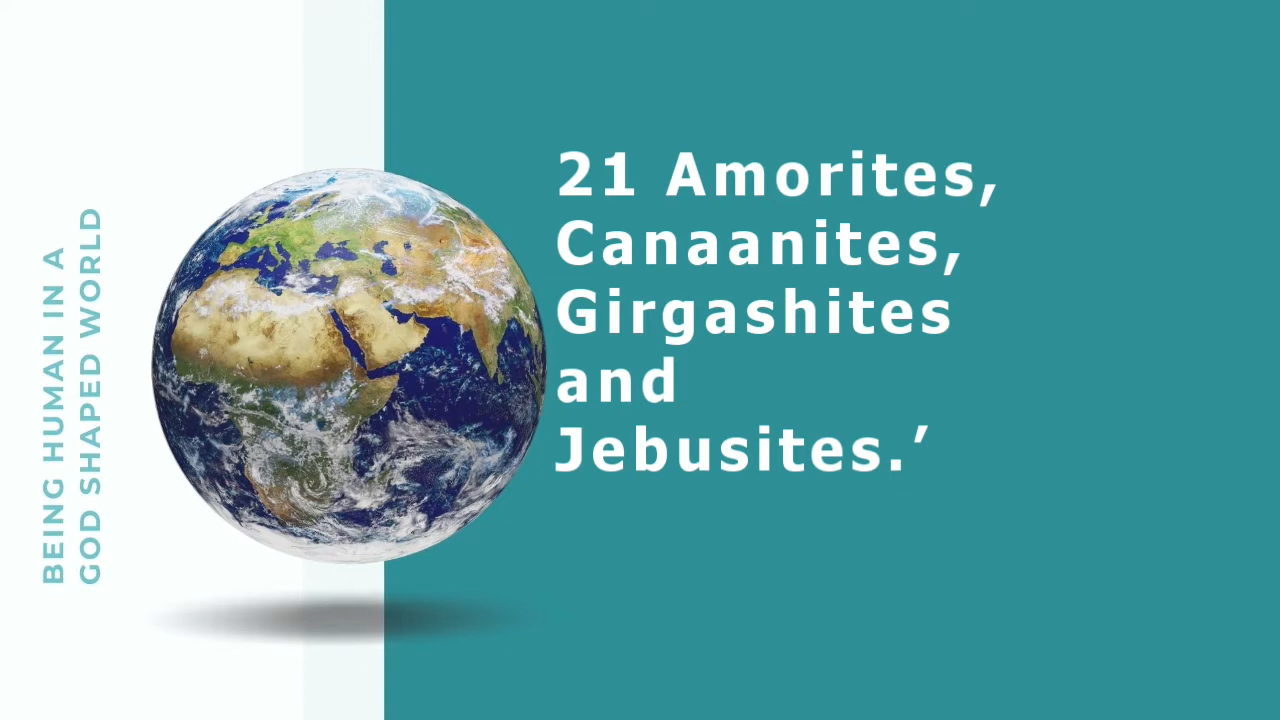 BEING HUMAN IN A
GOD SHAPED WORLD
21 Amorites,
Canaanites,
Girgashites
and
Jebusites.’